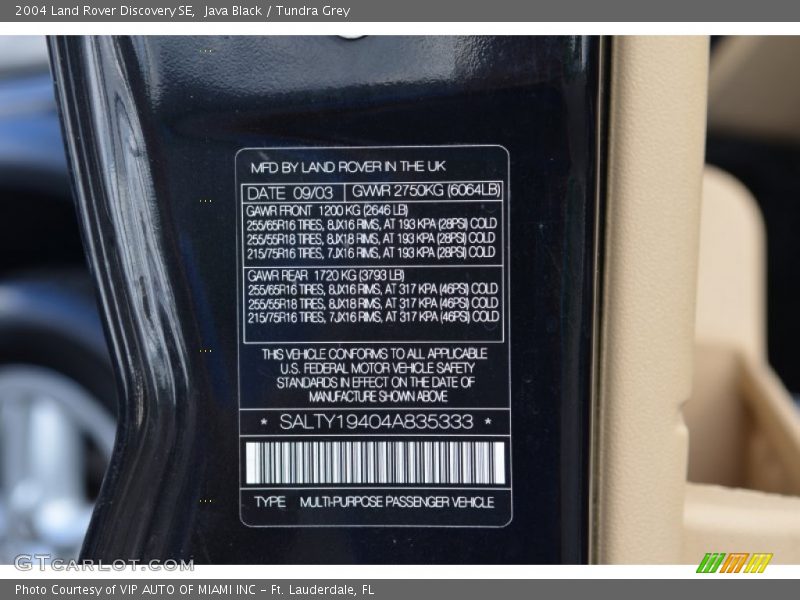 2004 Land Rover Discovery SE,  Java Black / Tundra Grey
MFD BY LAND ROVER IN THE UK
DATE 09/03 GVWR 2750KG (6064LB)
GAWR FRONT 1200 KG (2646 LB)
255/65R16 TIRES, 8JX16 RIMS, AT 193 KPA (28PSI) COLD
255/55R18 TIRES, 8JX18 RIMS, AT 193 KPA (28PSI) COLD
215/75R16 TIRES, 7JX16 RIMS, AT 193 KPA (28PSI) COLD
GAWR REAR 1720 KG (3793 LB)
255/65R16 TIRES, 8JX16 RIMS, AT 317 KPA (46PSI) COLD
255/55R18 TIRES, 8JX18 RIMS, AT 317 KPA (46PSI) COLD
215/75R16 TIRES, 7JX16 RIMS, AT 317 KPA (46PSI) COLD
THIS VEHICLE CONFORMS TO ALL APPLICABLE
U.S. FEDERAL MOTOR VEHICLE SAFETY
STANDARDS IN EFFECT ON THE DATE OF
MANUFACTURE SHOWN ABOVE
* SALTY19404A835333 *
TYPE MULTI-PURPOSE PASSENGER VEHICLE
GTCARLOT.COM
Photo Courtesy of VIP AUTO OF MIAMI INC - Ft. Lauderdale, FL